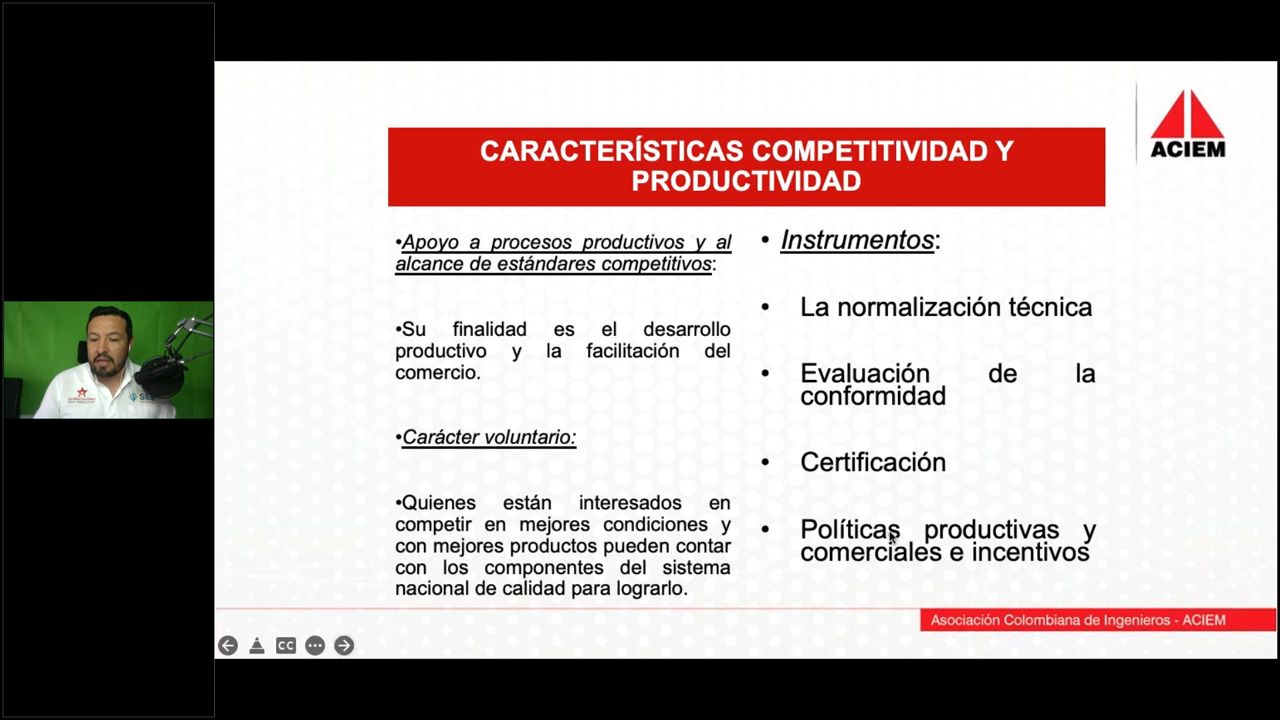 ACIEM
CARACTERÍSTICAS COMPETITIVIDAD Y
PRODUCTIVIDAD
•Apoyo a procesos productivos y al
alcance de estándares competitivos:
•Su finalidad es el desarrollo
productivo y la facilitación del
comercio.
•Carácter voluntario:
•Quienes están interesados en
competir en mejores condiciones y
con mejores productos pueden contar
con los componentes del sistema
nacional de calidad para lograrlo.
• Instrumentos:
• La normalización técnica
• Evaluación de la
conformidad
• Certificación
• Políticas productivas y
comerciales e incentivos
Asociación Colombiana de Ingenieros - ACIEM
CC